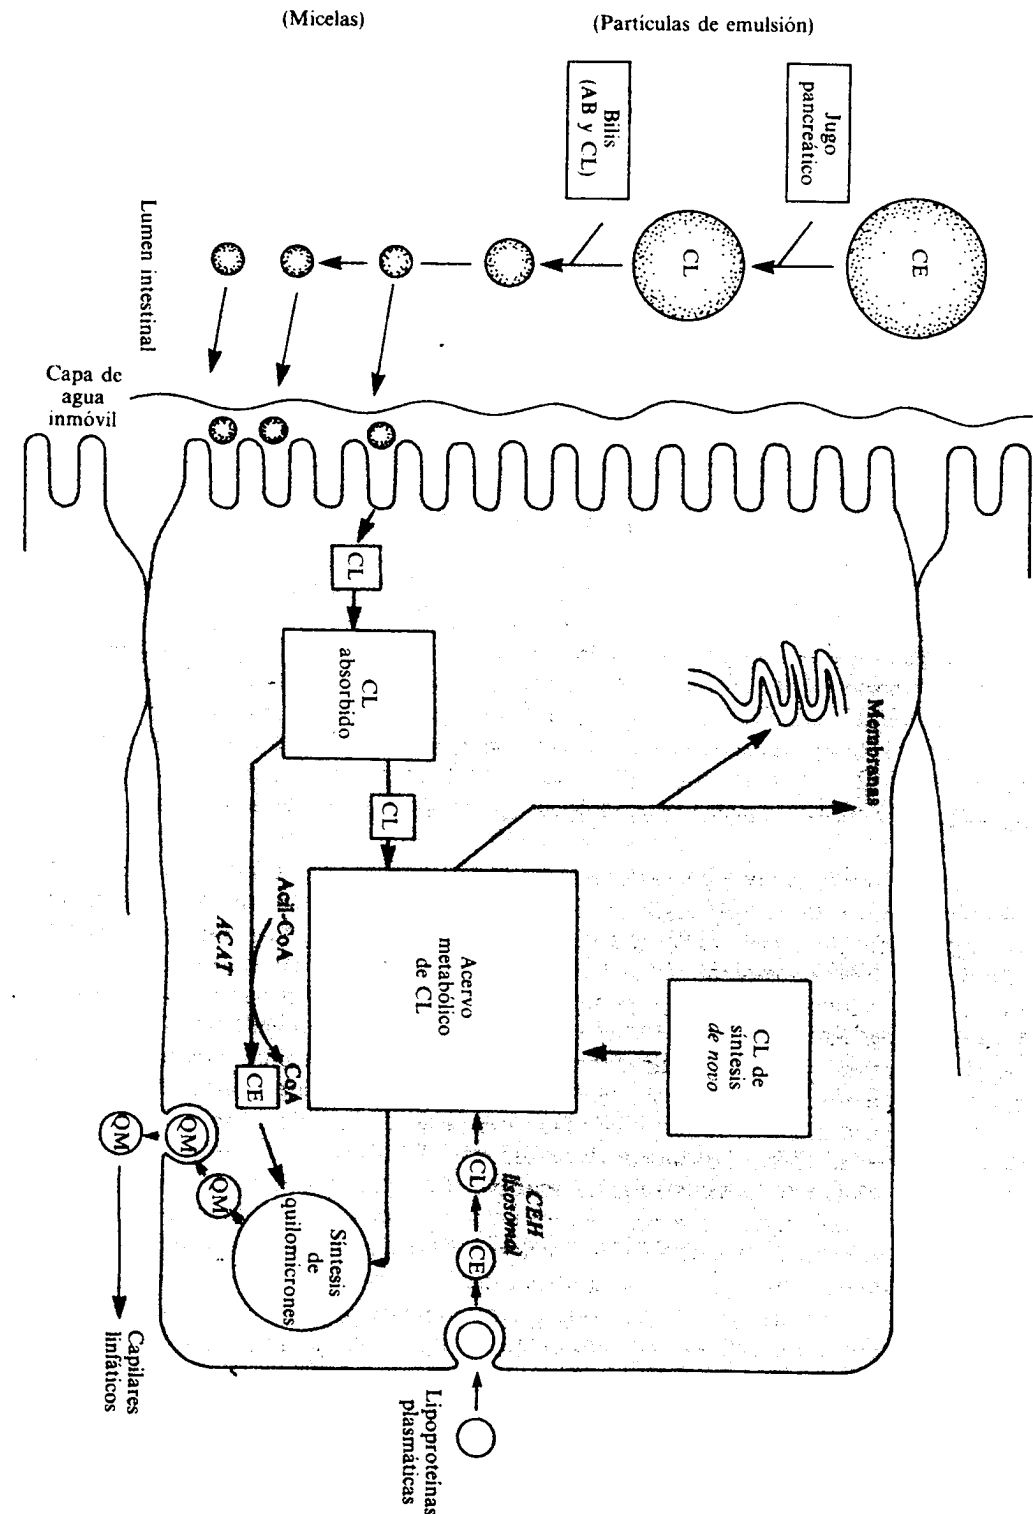 (Micelas)
(Partículas de emulsión)
Jugo
pancreático
Bilis
(AB y CL)
CE
CL
Lumen intestinal
Capa de
agua
inmóvil
CL
CL
absorbido
CL
Membranas
Acil-CoA
ACAT
CoA
CE
Acervo
metabólico
de CL
CL de
síntesis
de novo
CEH
lisosomal
CL
CE
QM
QM
QM
Síntesis
de
quilomicrones
Capilares
linfáticos
Lipoproteínas
plasmáticas